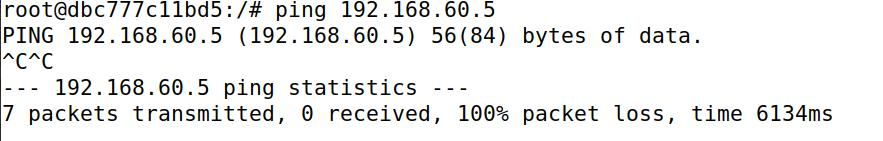 root@dbc777c11bd5:/# ping 192.168.60.5
PING 192.168.60.5 (192.168.60.5) 56(84) bytes of data.
^C^C
--- 192.168.60.5 ping statistics ---
7 packets transmitted, 0 received, 100% packet loss, time 6134ms